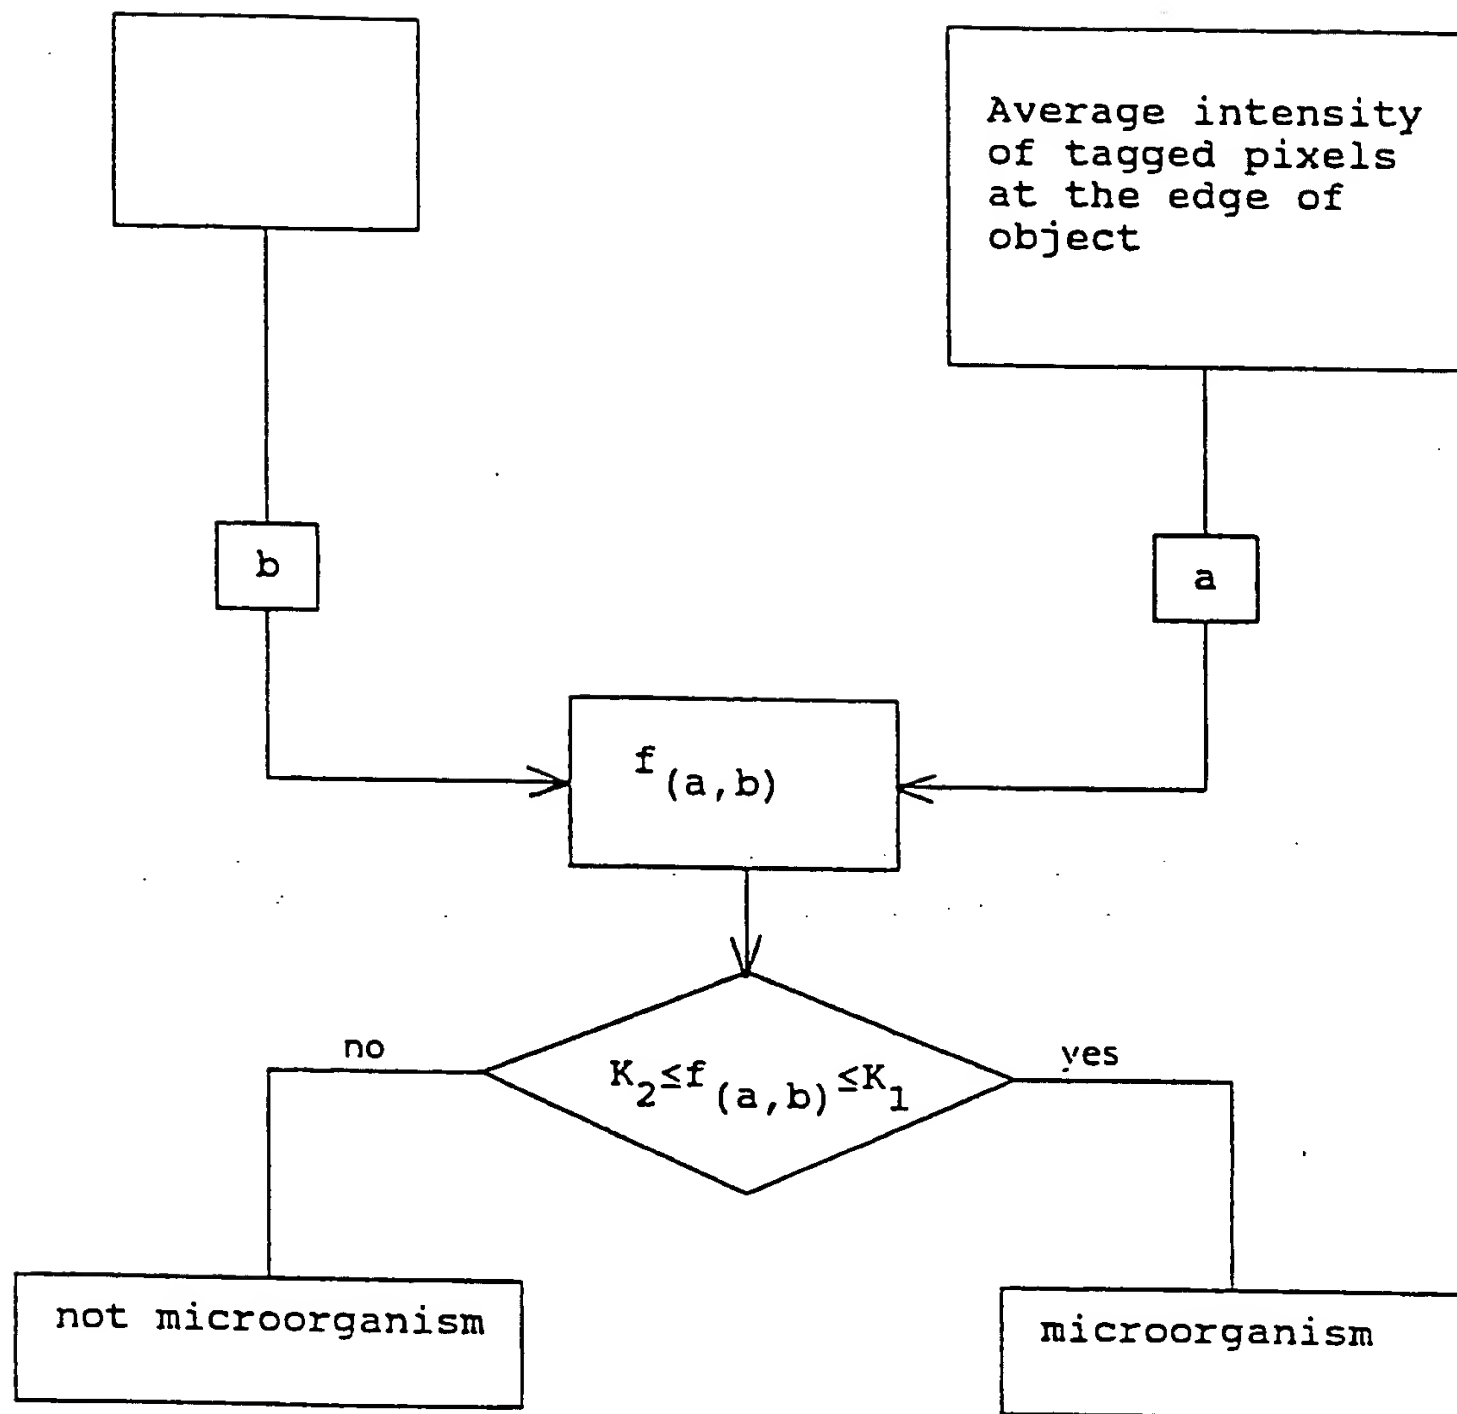 Average intensity
of tagged pixels
at the edge of
object
b
a
f(a,b)
no
K2≤f(a,b)≤K1
yes
not microorganism
microorganism